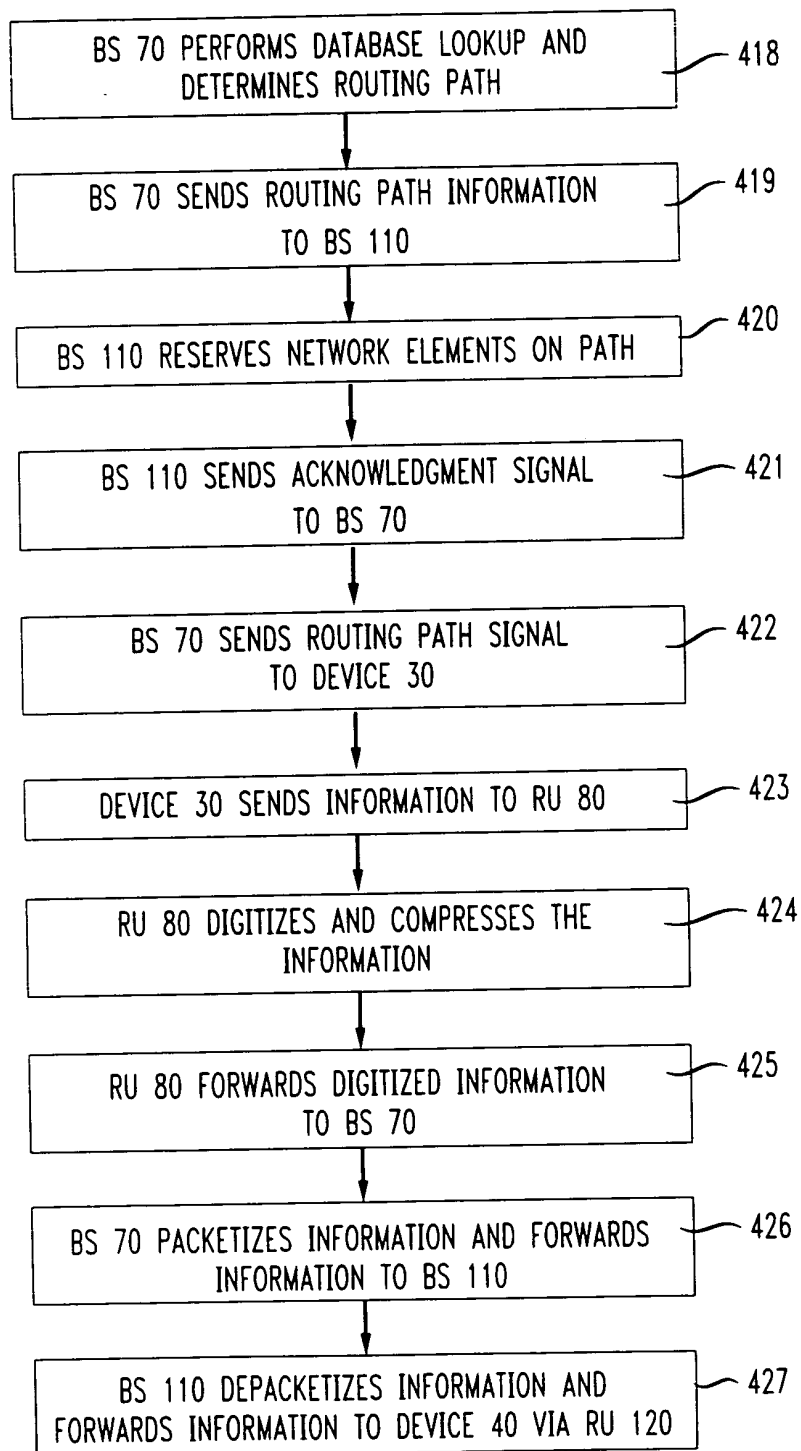 BS 70 PERFORMS DATABASE LOOKUP AND
DETERMINES ROUTING PATH
418
BS 70 SENDS ROUTING PATH INFORMATION
TO BS 110
419
BS 110 RESERVES NETWORK ELEMENTS ON PATH
420
BS 110 SENDS ACKNOWLEDGMENT SIGNAL
TO BS 70
421
BS 70 SENDS ROUTING PATH SIGNAL
TO DEVICE 30
422
DEVICE 30 SENDS INFORMATION TO RU 80
423
RU 80 DIGITIZES AND COMPRESSES THE
INFORMATION
424
RU 80 FORWARDS DIGITIZED INFORMATION
TO BS 70
425
BS 70 PACKETIZES INFORMATION AND FORWARDS
INFORMATION TO BS 110
426
BS 110 DEPACKETIZES INFORMATION AND
FORWARDS INFORMATION TO DEVICE 40 VIA RU 120
427